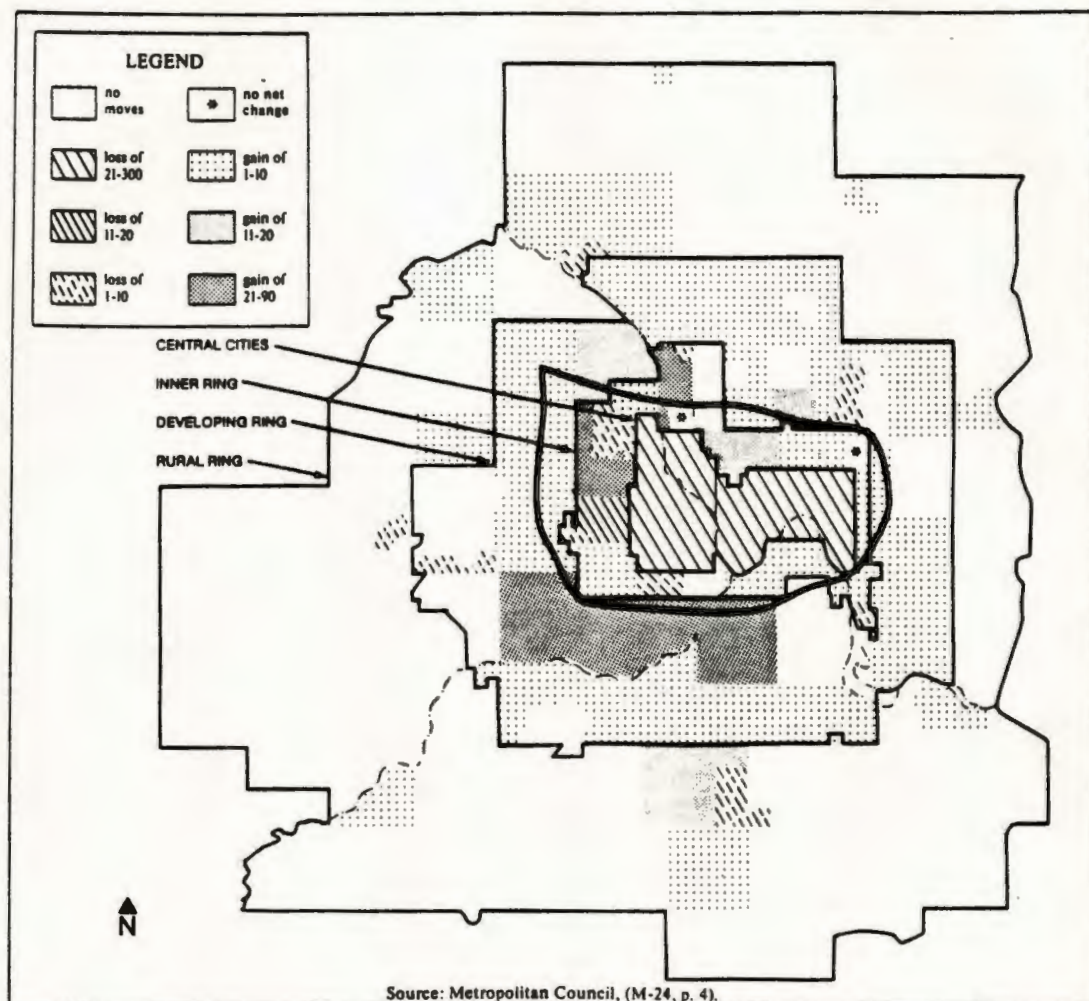 LEGEND
no
moves
*
no net
change
loss of
21-300
gain of
1-10
loss of
11-20
gain of
11-20
loss of
1-10
gain of
21-90
CENTRAL CITIES
INNER RING
DEVELOPING RING
RURAL RING
*
*
N
Source: Metropolitan Council, (M-24, p. 4).